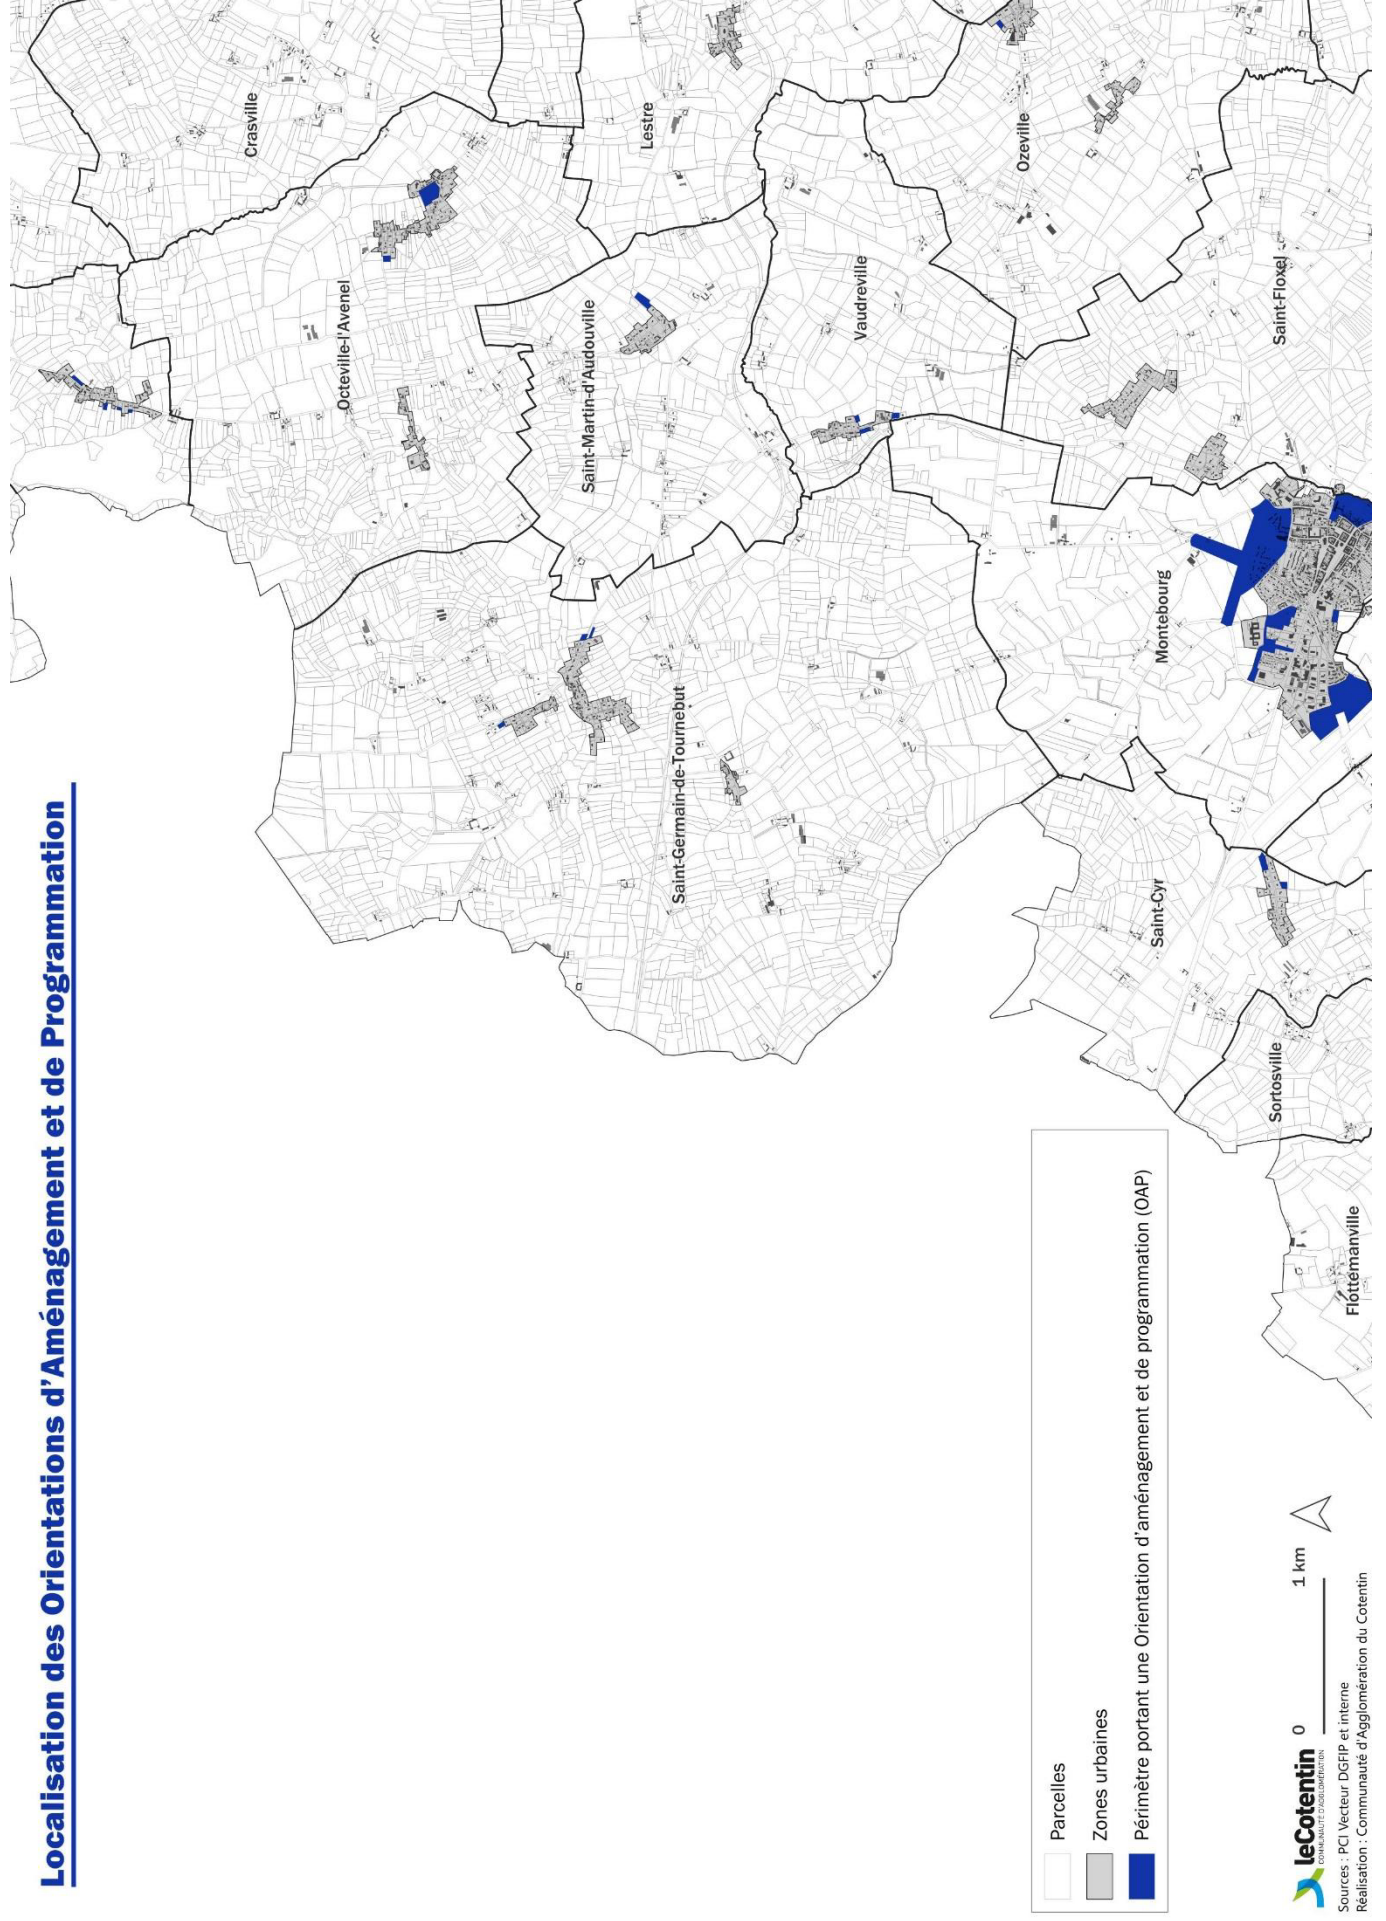 Localisation des Orientations d'Aménagement et de Programmation
Crasville
Octeville-l'Avenel
Lestre
Saint-Martin-d'Audouville
Vaudreville
Ozeville
Saint-Germain-de-Tournebut
Saint-Floxel
Montebourg
Saint-Cyr
Sortosville
Flottemanville
Parcelles
Zones urbaines
Périmètre portant une Orientation d'aménagement et de programmation (OAP)
leCotentin
COMMUNAUTÉ D'AGGLOMÉRATION
0 1 km
Sources : PCI Vecteur DGFIP et interne
Réalisation : Communauté d'Agglomération du Cotentin